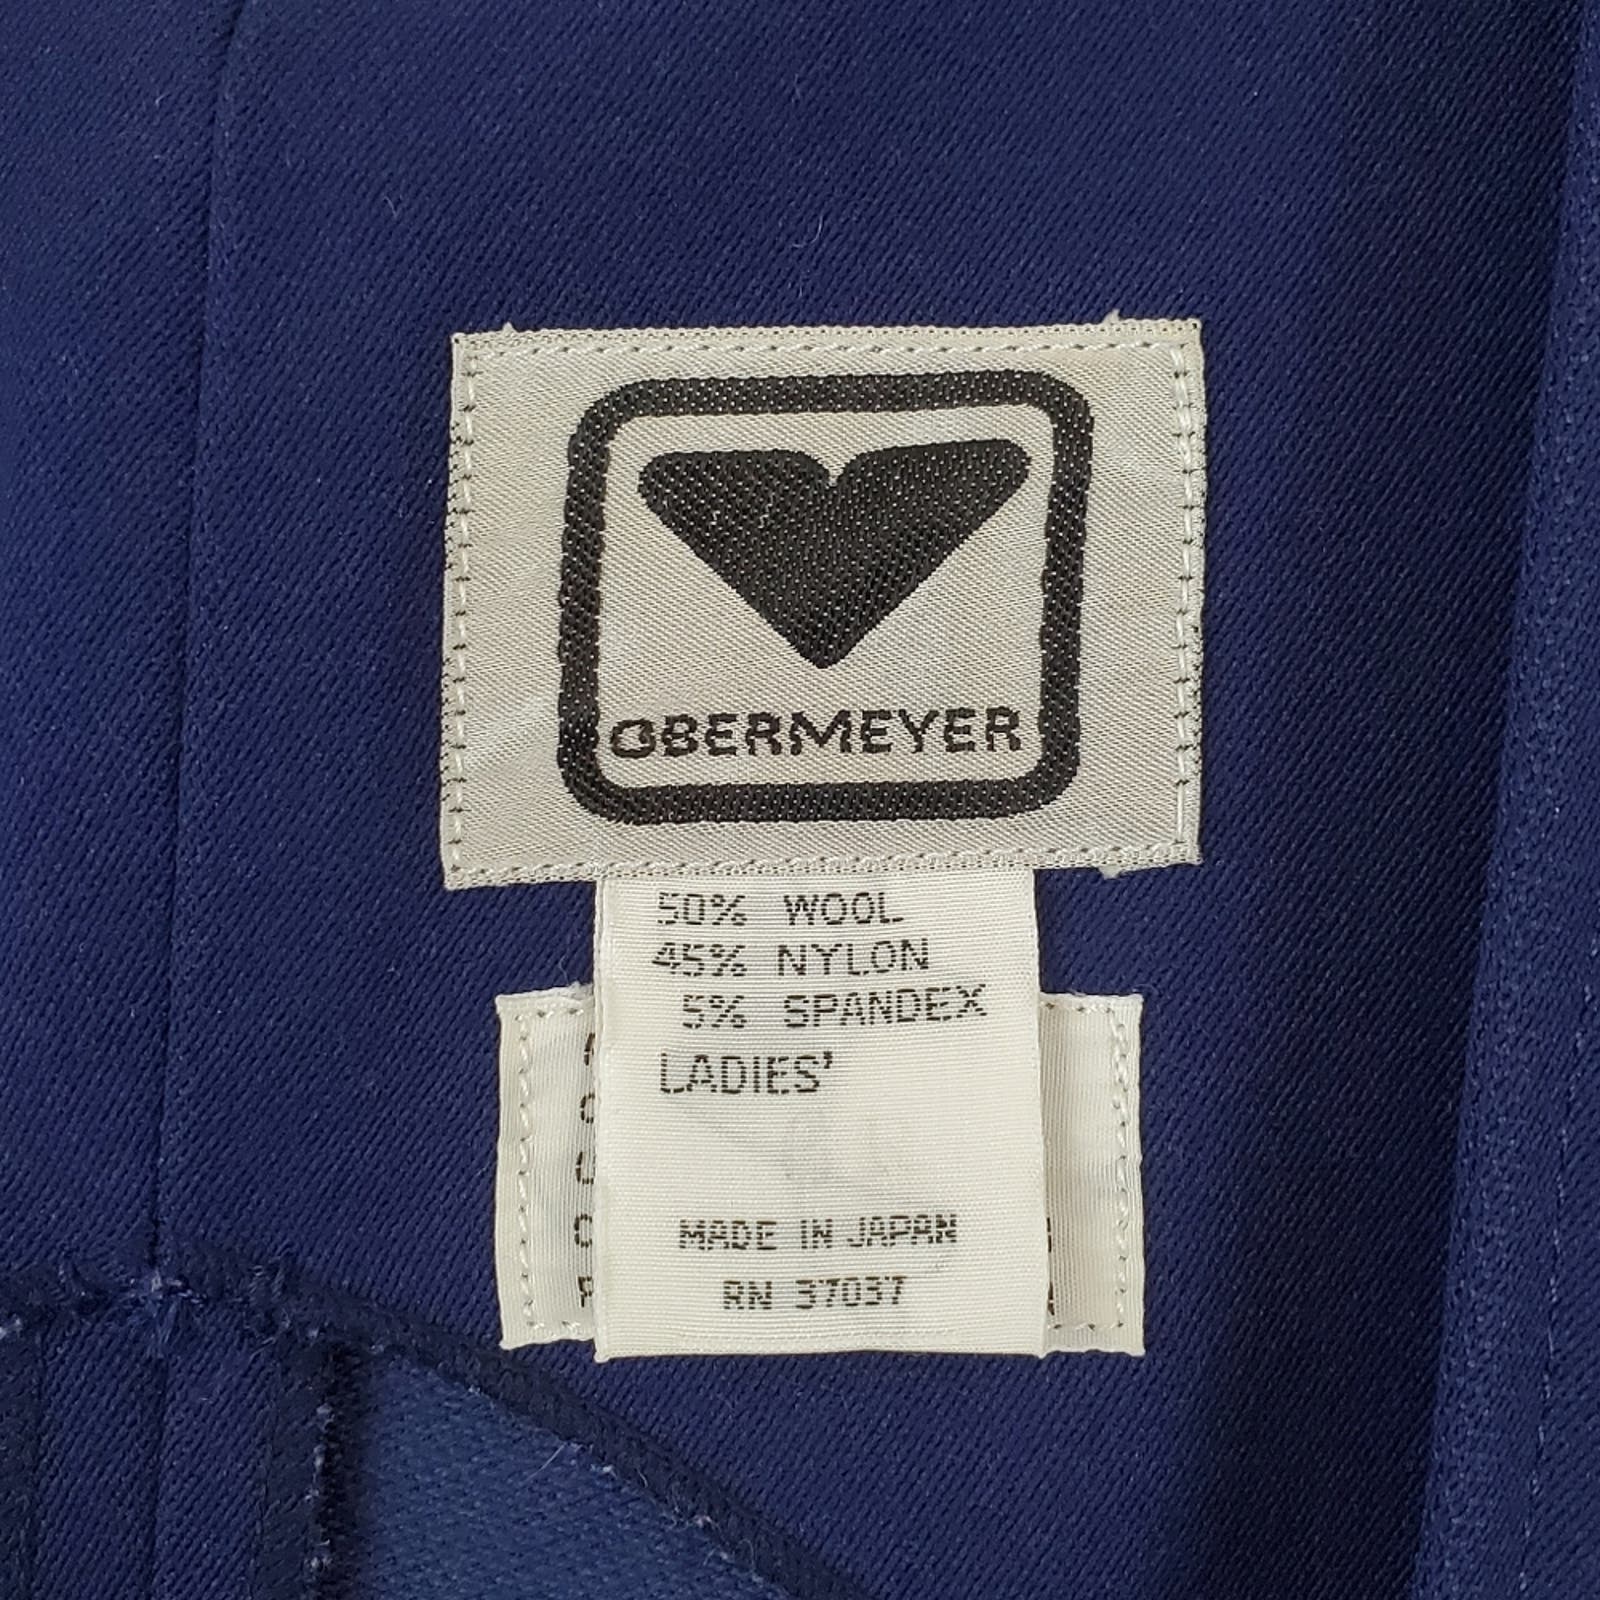 OBERMEYER
50% WOOL
45% NYLON
5% SPANDEX
LADIES'
MADE IN JAPAN
RN 37037